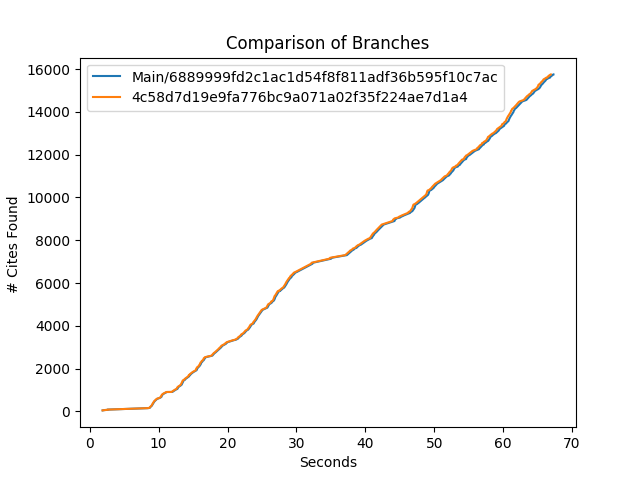 Comparison of Branches
Main/6889999fd2c1ac1d54f8f811adf36b595f10c7ac
4c58d7d19e9fa776bc9a071a02f35f224ae7d1a4
# Cites Found
16000
14000
12000
10000
8000
6000
4000
2000
0
0 10 20 30 40 50 60 70
Seconds